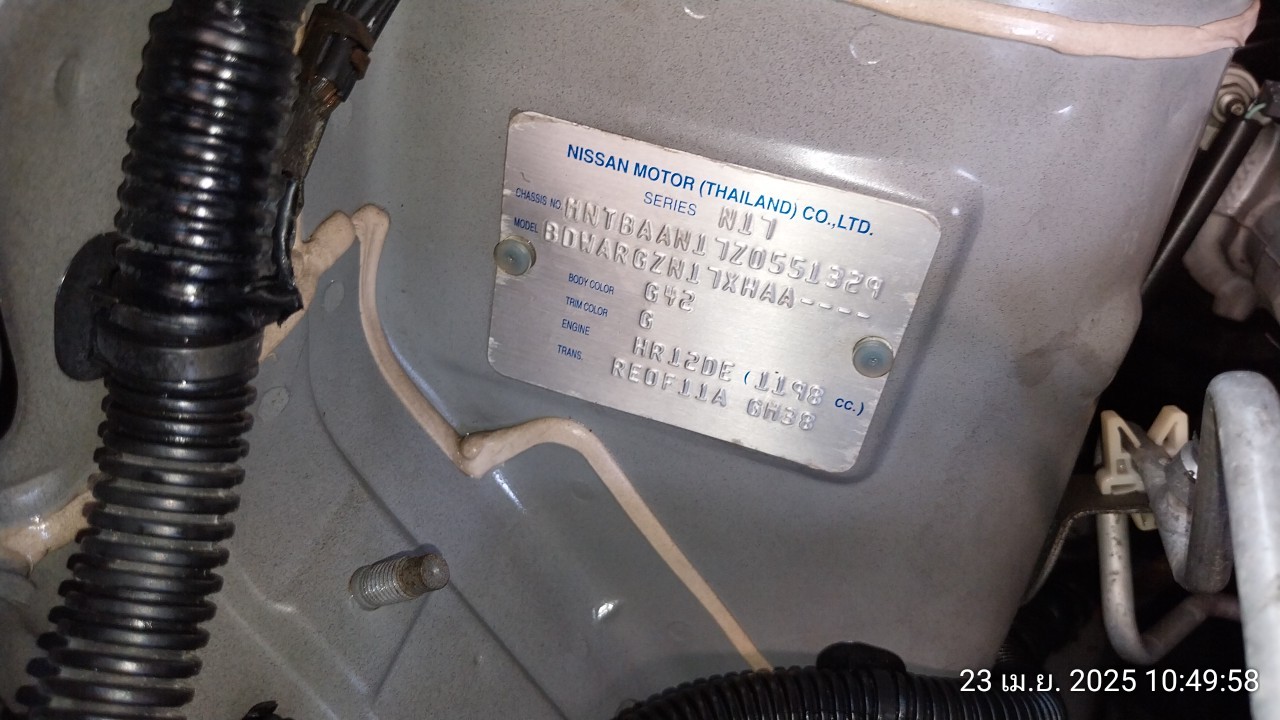 NISSAN MOTOR (THAILAND) CO.,LTD.
SERIES N17
CHASSIS NO. MNTBAAN17Z0551329
MODEL BDWARGZN17XHAA----
BODY COLOR G42
TRIM COLOR G
ENGINE HR12DE (1198 CC.)
TRANS. RE0F11A GH38
23 เม.ย. 2025 10:49:58